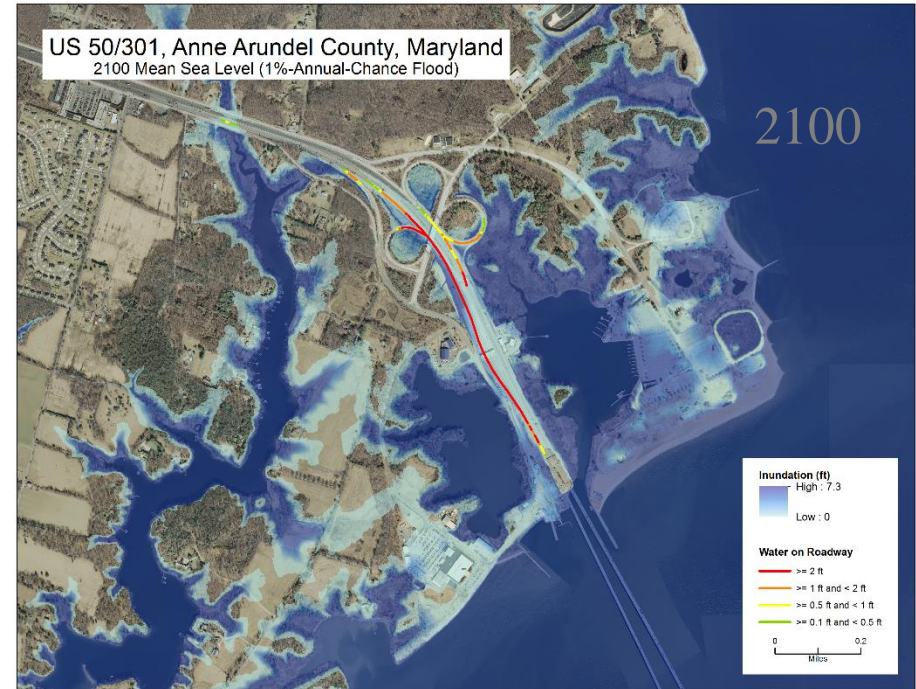 US 50/301, Anne Arundel County, Maryland
2100 Mean Sea Level (1%-Annual-Chance Flood)
2100
Inundation (ft)
High : 7.3
Low : 0
Water on Roadway
>= 2 ft
>= 1 ft and < 2 ft
>= 0.5 ft and < 1 ft
>= 0.1 ft and < 0.5 ft
0 0.2
Miles